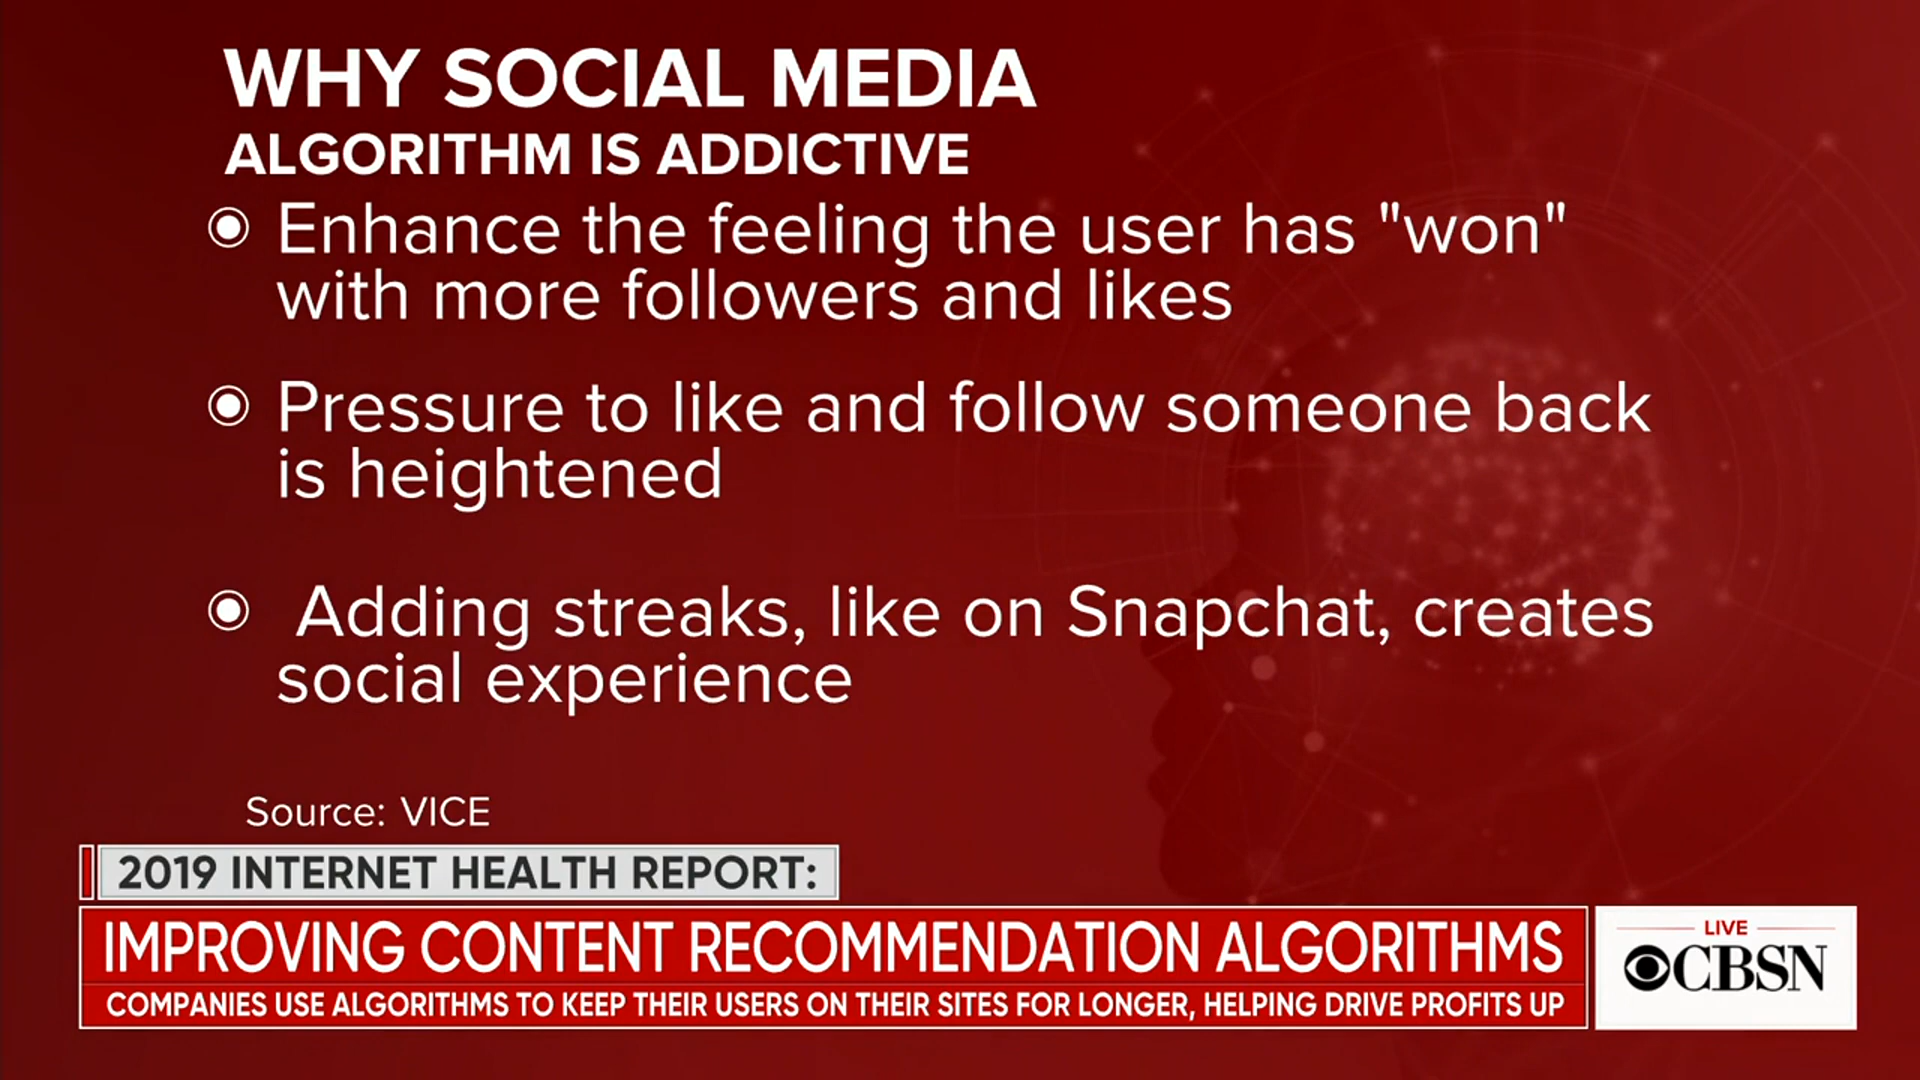 WHY SOCIAL MEDIA
ALGORITHM IS ADDICTIVE
Enhance the feeling the user has "won"
with more followers and likes
Pressure to like and follow someone back
is heightened
Adding streaks, like on Snapchat, creates
social experience
Source: VICE
2019 INTERNET HEALTH REPORT:
IMPROVING CONTENT RECOMMENDATION ALGORITHMS
COMPANIES USE ALGORITHMS TO KEEP THEIR USERS ON THEIR SITES FOR LONGER, HELPING DRIVE PROFITS UP
LIVE
CBSN